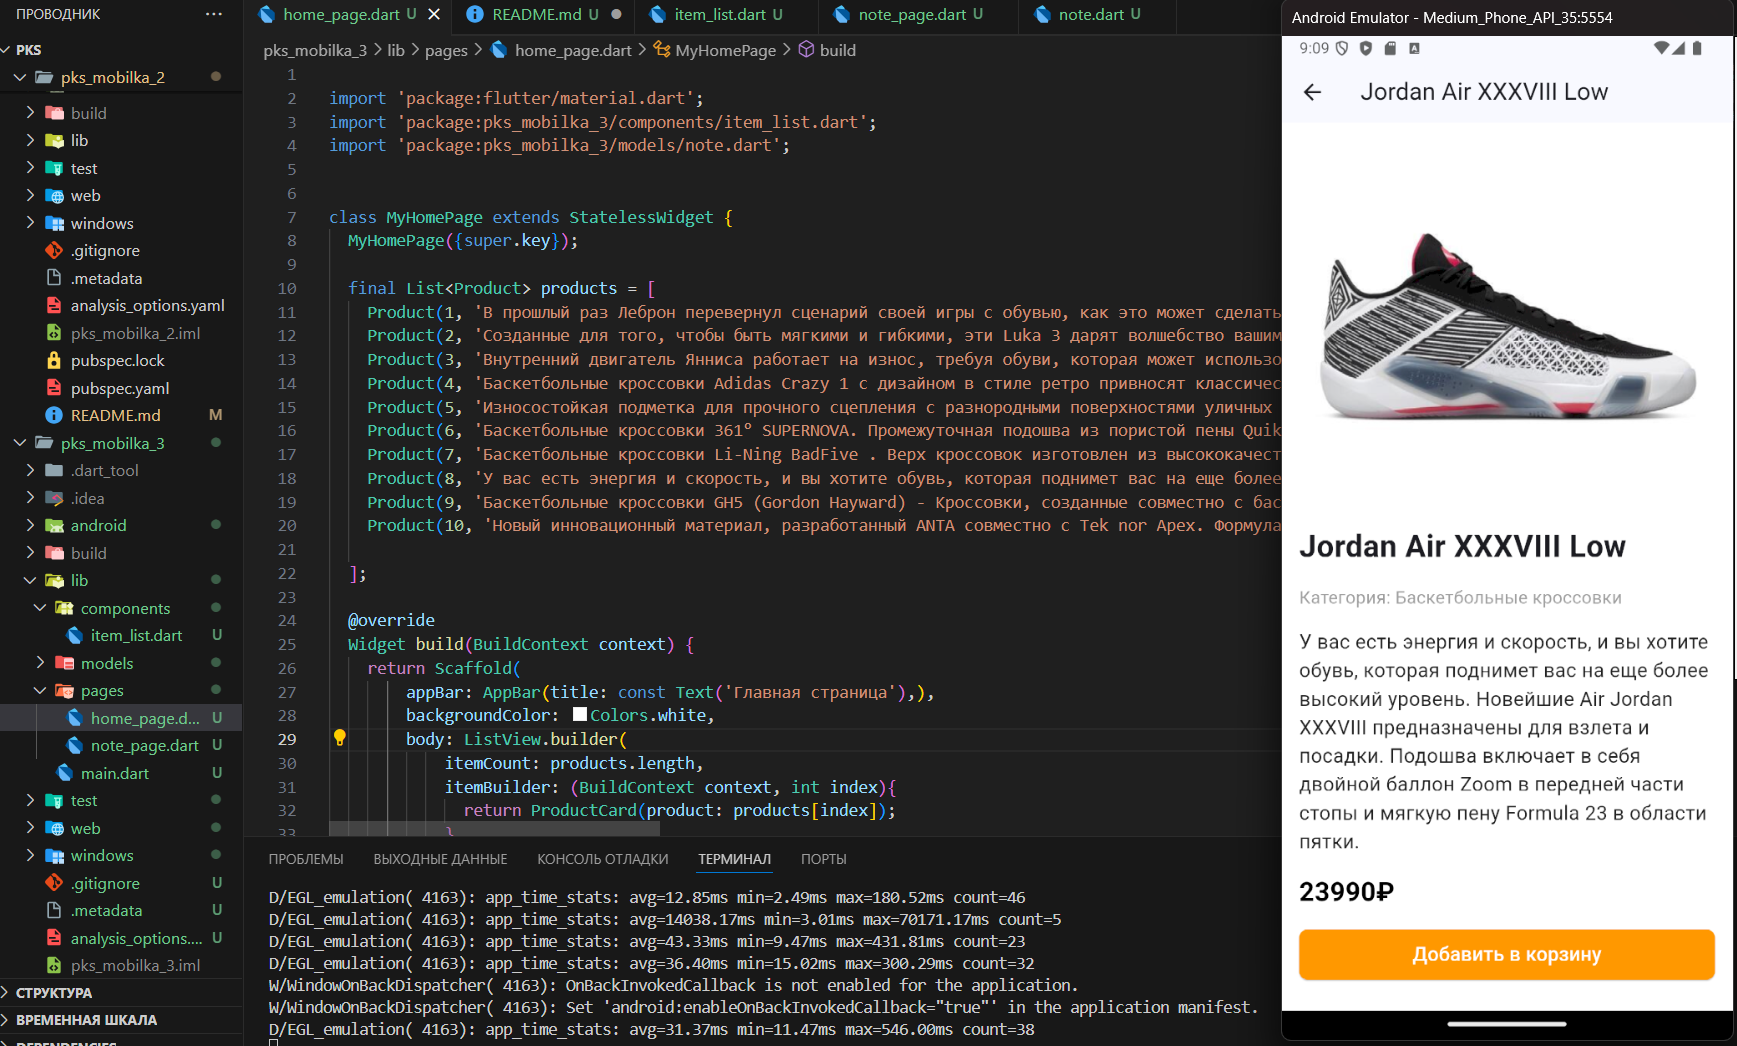 ПРОВОДНИК
PKS
pks_mobilka_2
build
lib
test
web
windows
.gitignore
.metadata
analysis_options.yaml
pks_mobilka_2.iml
pubspec.lock
pubspec.yaml
README.md M
pks_mobilka_3
.dart_tool
.idea
android
build
lib
components
item_list.dart U
models
pages
home_page.d... U
note_page.dart U
main.dart U
test
web
windows
.gitignore U
.metadata U
analysis_options.... U
pks_mobilka_3.iml
СТРУКТУРА
ВРЕМЕННАЯ ШКАЛА
DEPENDENCIES
home_page.dart U README.md U item_list.dart U note_page.dart U note.dart U
pks_mobilka_3 > lib > pages > home_page.dart > MyHomePage > build
1
2 import 'package:flutter/material.dart';
3 import 'package:pks_mobilka_3/components/item_list.dart';
4 import 'package:pks_mobilka_3/models/note.dart';
5
6
7 class MyHomePage extends StatelessWidget {
8 MyHomePage({super.key});
9
10 final List<Product> products = [
11 Product(1, 'В прошлый раз Леброн перевернул сценарий своей игры с обувью, как это может сделать
12 Product(2, 'Созданные для того, чтобы быть мягкими и гибкими, эти Luka 3 дарят волшебство вашим
13 Product(3, 'Внутренний двигатель Янниса работает на износ, требуя обуви, которая может использо
14 Product(4, 'Баскетбольные кроссовки Adidas Crazy 1 с дизайном в стиле ретро привносят классичес
15 Product(5, 'Износостойкая подметка для прочного сцепления с разнородными поверхностями уличных
16 Product(6, 'Баскетбольные кроссовки 361° SUPERNOVA. Промежуточная подошва из пористой пены Quik
17 Product(7, 'Баскетбольные кроссовки Li-Ning BadFive . Верх кроссовок изготовлен из высококачест
18 Product(8, 'У вас есть энергия и скорость, и вы хотите обувь, которая поднимет вас на еще более
19 Product(9, 'Баскетбольные кроссовки GH5 (Gordon Hayward) - Кроссовки, созданные совместно с бас
20 Product(10, 'Новый инновационный материал, разработанный ANTA совместно с Tek nor Apex. Формула
21
22 ];
23
24 @override
25 Widget build(BuildContext context) {
26 return Scaffold(
27 appBar: AppBar(title: const Text('Главная страница'),),
28 backgroundColor: Colors.white,
29 body: ListView.builder(
30 itemCount: products.length,
31 itemBuilder: (BuildContext context, int index){
32 return ProductCard(product: products[index]);
33 }
ПРОБЛЕМЫ ВЫХОДНЫЕ ДАННЫЕ КОНСОЛЬ ОТЛАДКИ ТЕРМИНАЛ ПОРТЫ
D/EGL_emulation( 4163): app_time_stats: avg=12.85ms min=2.49ms max=180.52ms count=46
D/EGL_emulation( 4163): app_time_stats: avg=14038.17ms min=3.01ms max=70171.17ms count=5
D/EGL_emulation( 4163): app_time_stats: avg=43.33ms min=9.47ms max=431.81ms count=23
D/EGL_emulation( 4163): app_time_stats: avg=36.40ms min=15.02ms max=300.29ms count=32
W/WindowOnBackDispatcher( 4163): OnBackInvokedCallback is not enabled for the application.
W/WindowOnBackDispatcher( 4163): Set 'android:enableOnBackInvokedCallback="true"' in the application manifest.
D/EGL_emulation( 4163): app_time_stats: avg=31.37ms min=11.47ms max=546.00ms count=38
Android Emulator - Medium_Phone_API_35:5554
9:09
Jordan Air XXXVIII Low
Jordan Air XXXVIII Low
Категория: Баскетбольные кроссовки
У вас есть энергия и скорость, и вы хотите
обувь, которая поднимет вас на еще более
высокий уровень. Новейшие Air Jordan
XXXVIII предназначены для взлета и
посадки. Подошва включает в себя
двойной баллон Zoom в передней части
стопы и мягкую пену Formula 23 в области
пятки.
23990₽
Добавить в корзину